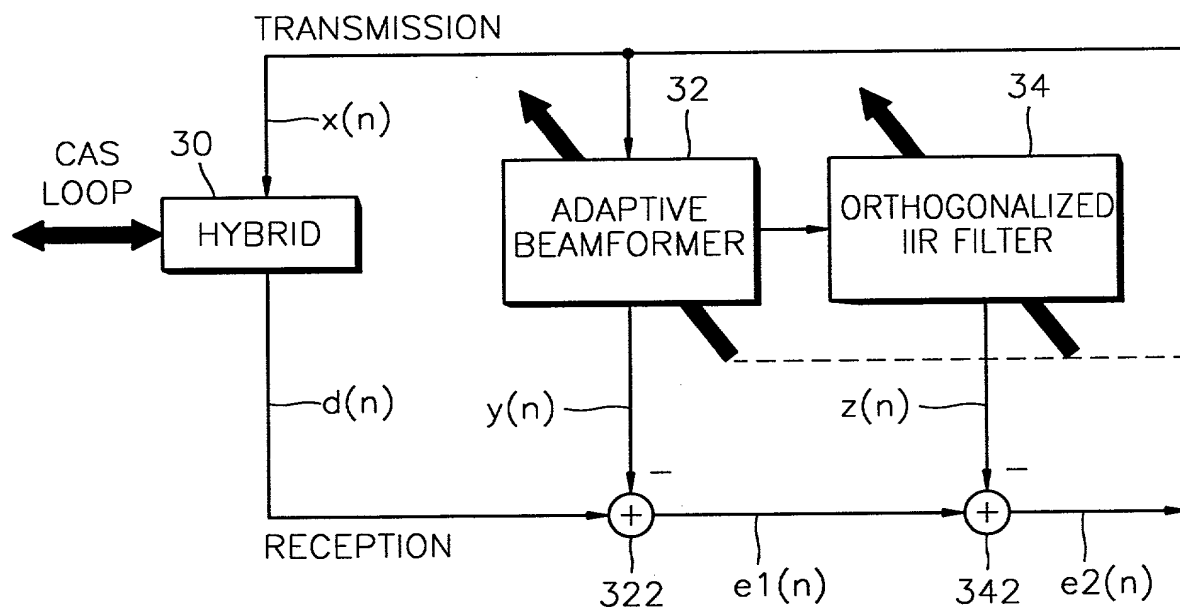 TRANSMISSION
x(n)
32
34
30
CAS
LOOP
HYBRID
ADAPTIVE
BEAMFORMER
ORTHOGONALIZED
IIR FILTER
d(n)
y(n)
z(n)
−
−
+
+
RECEPTION
322
e1(n)
342
e2(n)